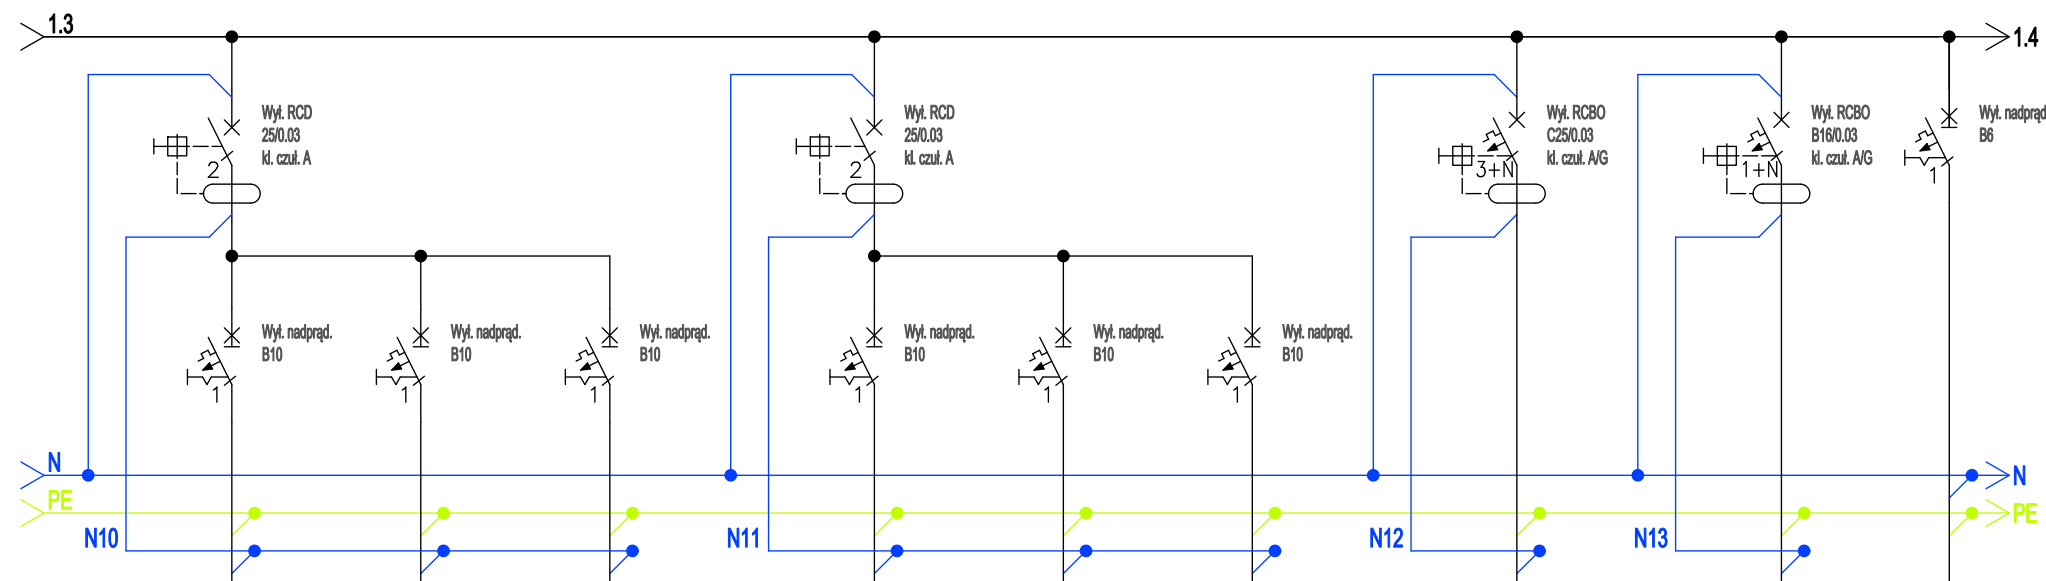 1.3
1.4
Wył. RCD
25/0.03
kl. czuł. A
2
Wył. RCD
25/0.03
kl. czuł. A
2
Wył. RCBO
C25/0.03
kl. czuł. A/G
3+N
Wył. RCBO
B16/0.03
kl. czuł. A/G
1+N
Wył. nadprąd
B6
1
Wył. nadprąd.
B10
1
Wył. nadprąd.
B10
1
Wył. nadprąd.
B10
1
Wył. nadprąd.
B10
1
Wył. nadprąd.
B10
1
Wył. nadprąd.
B10
1
N
N
PE
PE
N10
N11
N12
N13